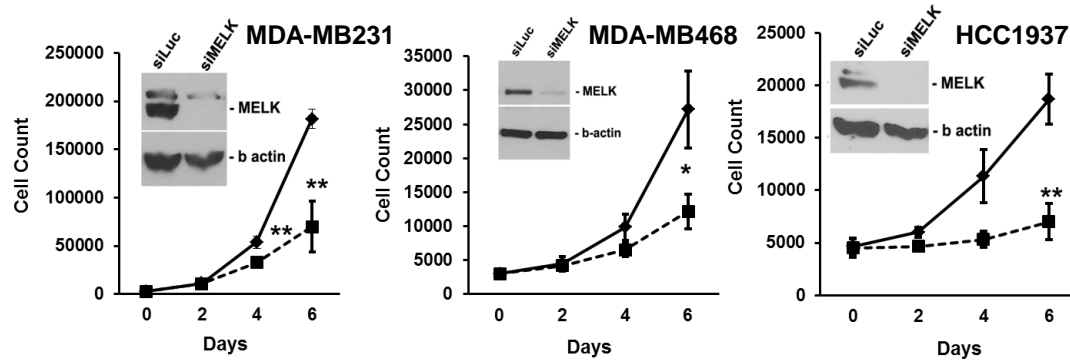 MDA-MB231
siLuc
siMELK
- MELK
- b actin
Cell Count
250000
200000
150000
100000
50000
0
**
**
0 2 4 6
Days
MDA-MB468
siLuc
siMELK
- MELK
- b-actin
Cell Count
35000
30000
25000
20000
15000
10000
5000
0
*
0 2 4 6
Days
HCC1937
siLuc
siMELK
- MELK
- b actin
Cell Count
25000
20000
15000
10000
5000
0
**
0 2 4 6
Days